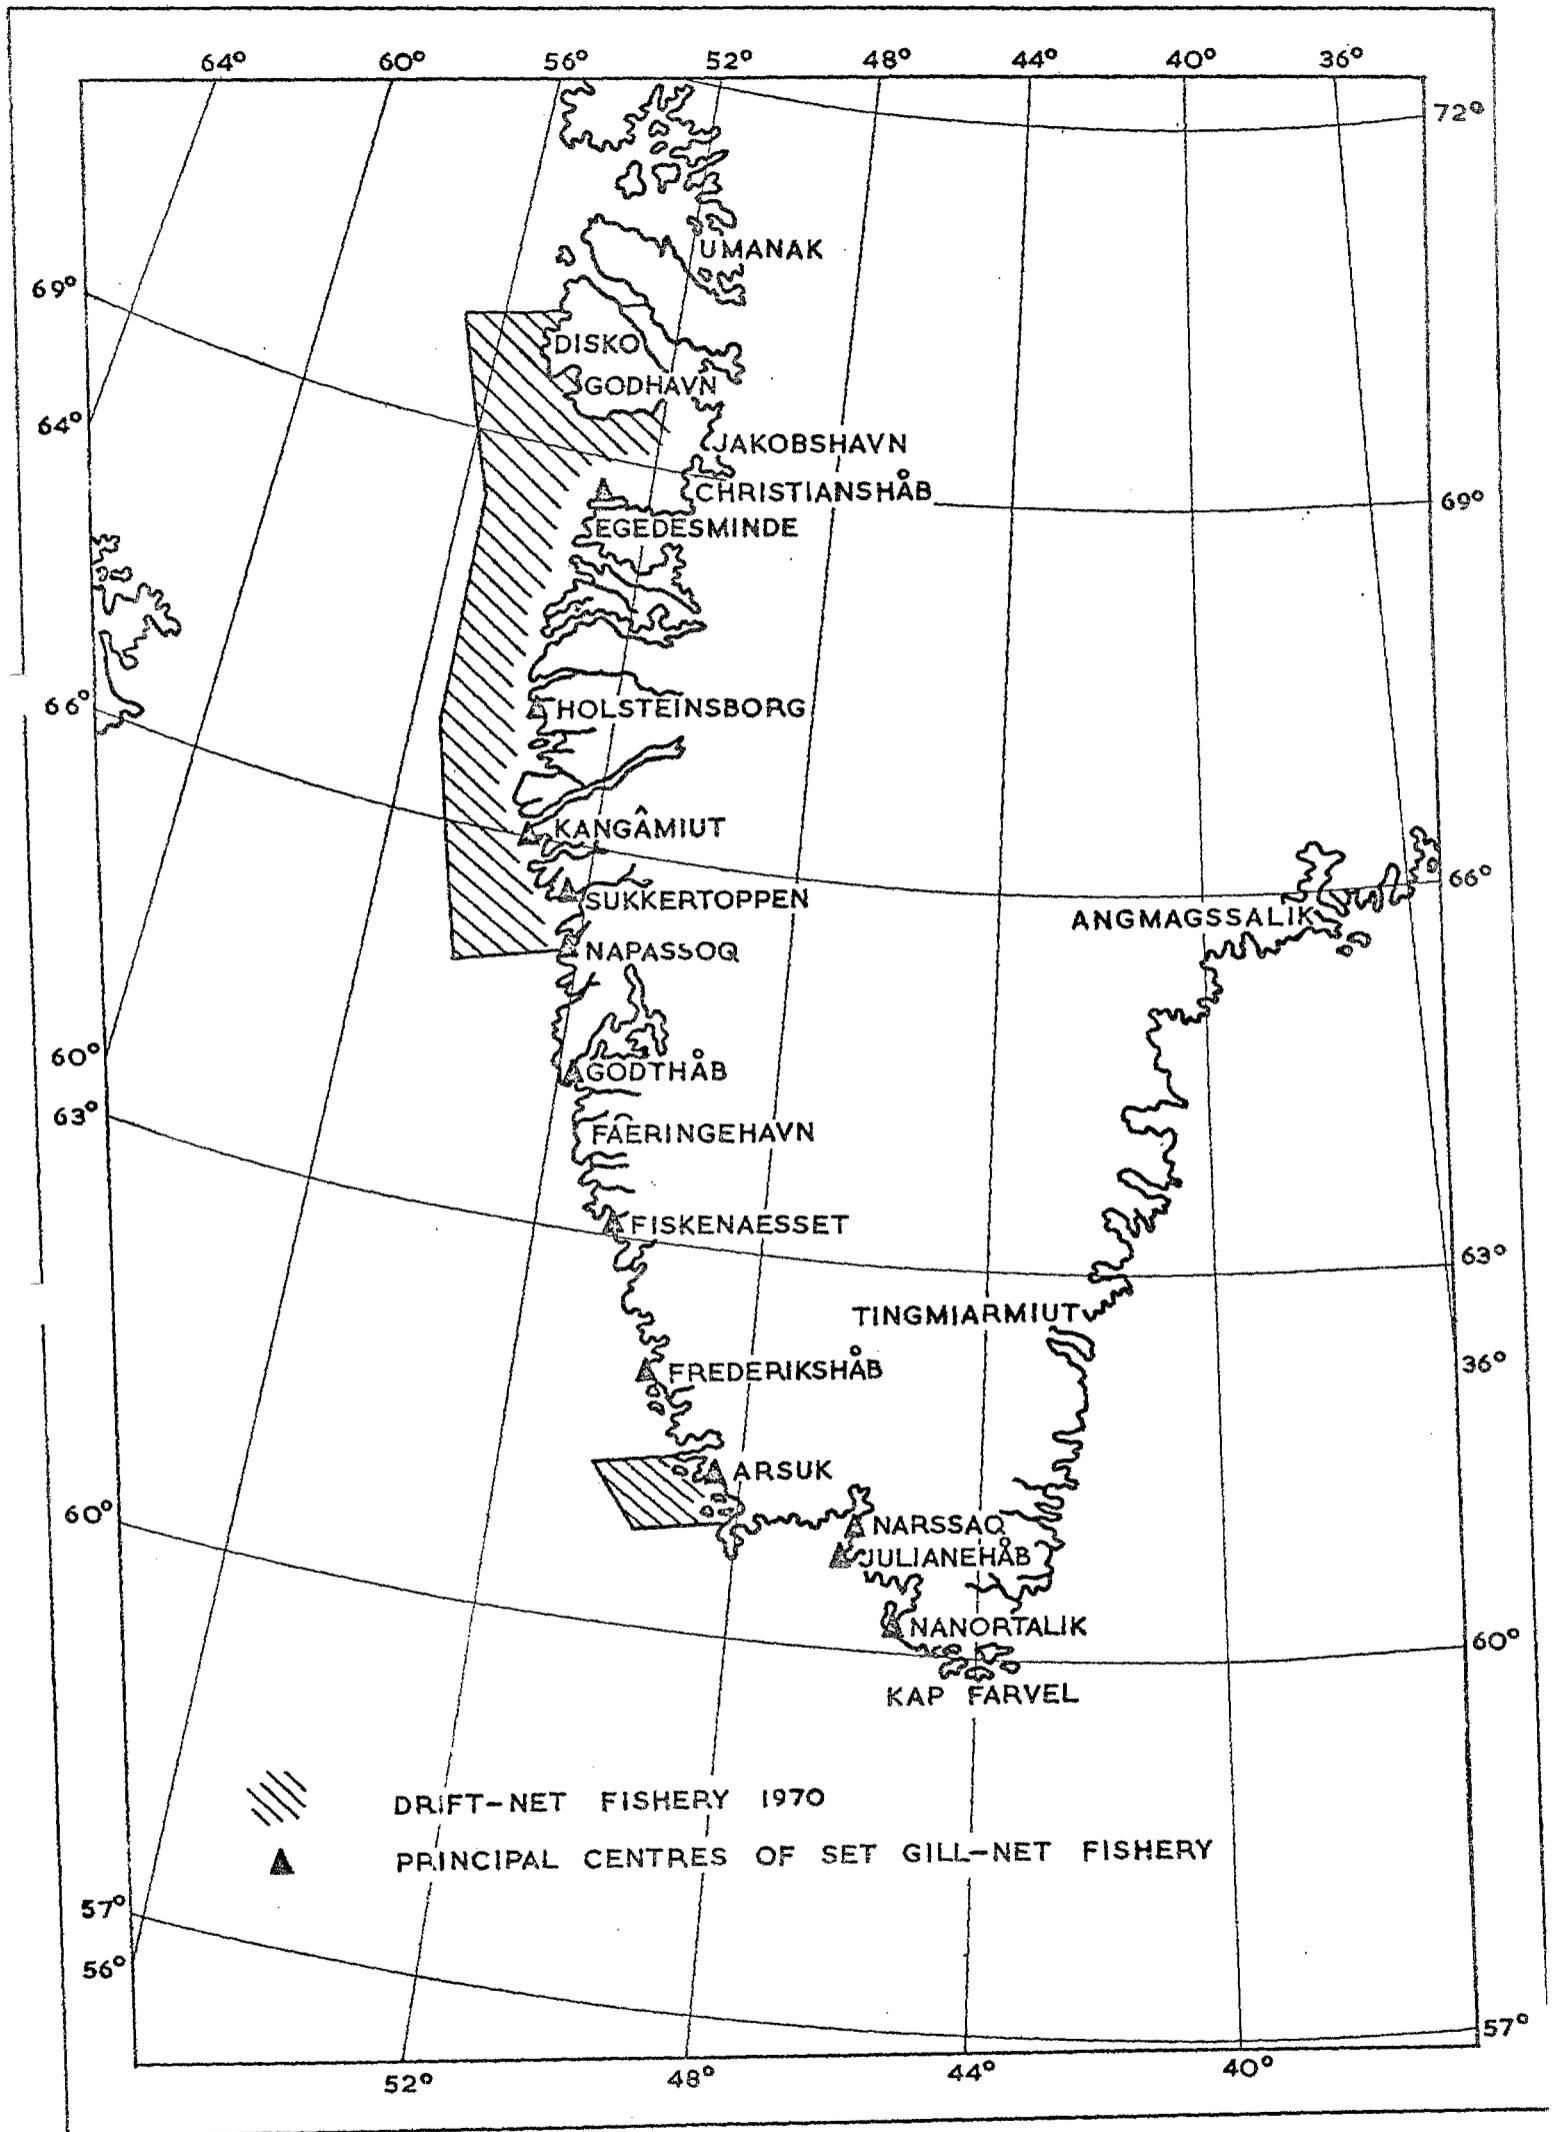 64° 60° 56° 52° 48° 44° 40° 36°
72°
UMANAK
69°
DISKO
GODHAVN
64°
JAKOBSHAVN
CHRISTIANSHÅB
69°
EGEDESMINDE
66°
HOLSTEINSBORG
KANGÂMIUT
66°
SUKKERTOPPEN
ANGMAGSSALIK
NAPASSOQ
60°
GODTHÅB
63°
FAERINGEHAVN
FISKENAESSET
63°
TINGMIARMIUT
36°
FREDERIKSHÅB
ARSUK
60°
NARSSAQ
JULIANEHÅB
NANORTALIK
60°
KAP FARVEL
DRIFT-NET FISHERY 1970
PRINCIPAL CENTRES OF SET GILL-NET FISHERY
57°
56°
57°
52° 48° 44° 40°